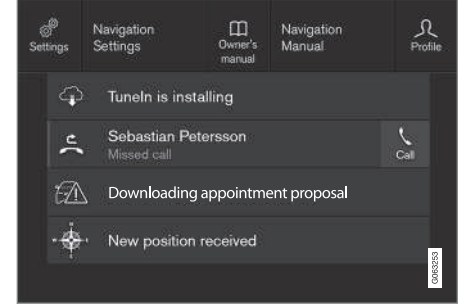 Settings
Navigation Settings
Owner's manual
Navigation Manual
Profile
TuneIn is installing
Sebastian Petersson
Missed call
Call
Downloading appointment proposal
New position received
G063253